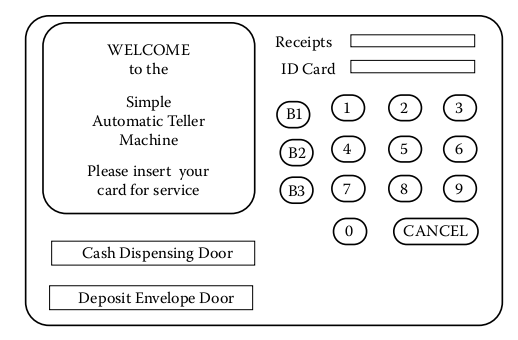 WELCOME
to the
Simple
Automatic Teller
Machine
Please insert your
card for service
Receipts
ID Card
B1 1 2 3
B2 4 5 6
B3 7 8 9
0 CANCEL
Cash Dispensing Door
Deposit Envelope Door